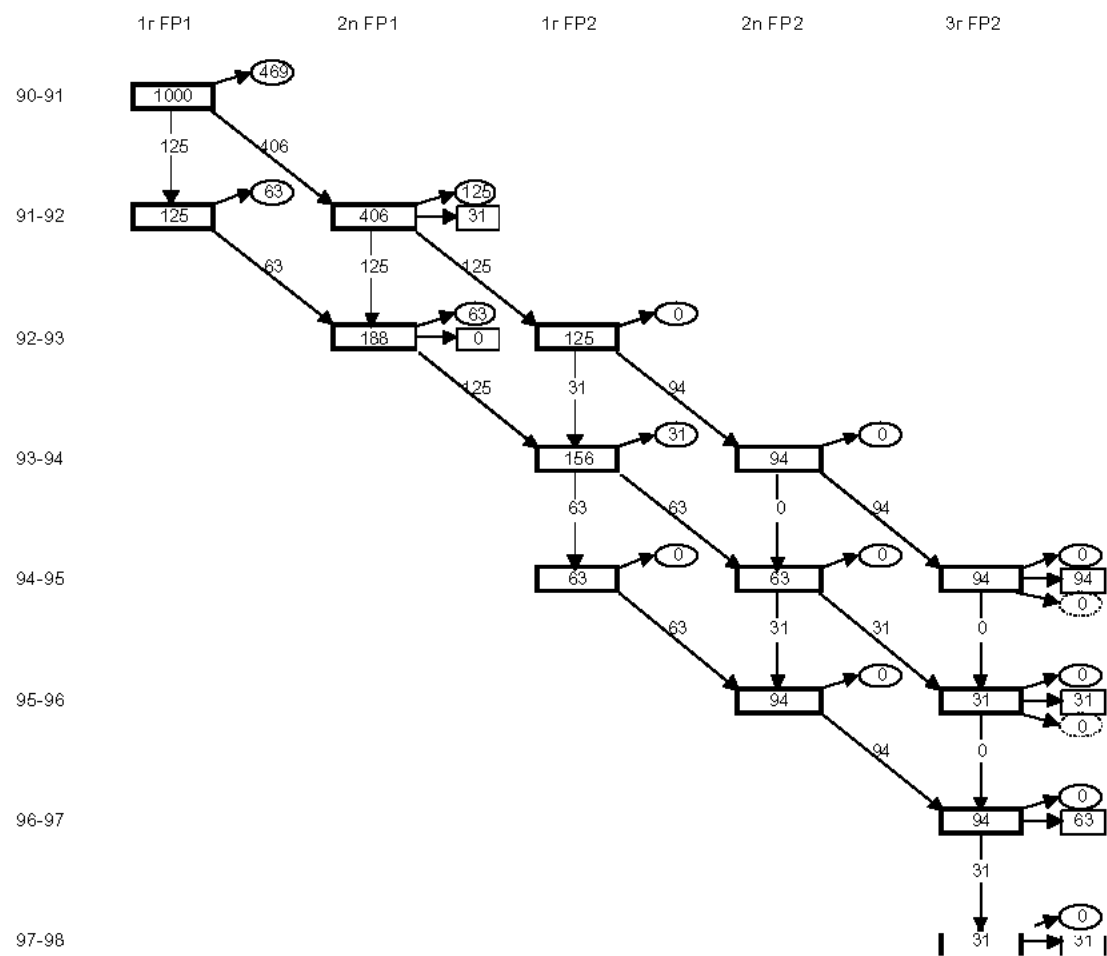 1r FP1 2n FP1 1r FP2 2n FP2 3r FP2
469
90-91 1000
125 406
63 125
91-92 125 406 31
63 125 125
63 0
92-93 188 0 125
125 31 94
31 0
93-94 156 94
63 63 0 94
0 0 0
94-95 63 63 94 94
0
63 31 31 0
0 0
95-96 94 31 31
0
94 0
0
96-97 94 63
31
0
97-98 31 31